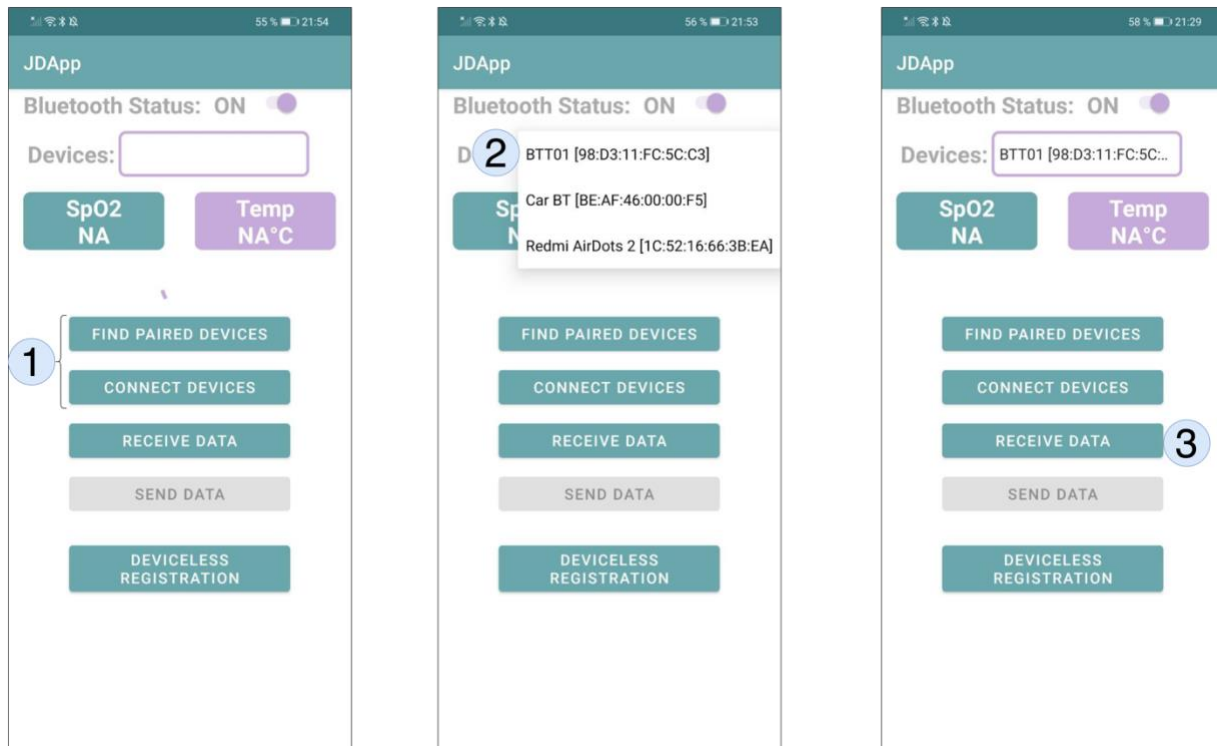 55 % 21:54
JDApp
Bluetooth Status: ON
Devices:
SpO2
NA
Temp
NA°C
1
FIND PAIRED DEVICES
CONNECT DEVICES
RECEIVE DATA
SEND DATA
DEVICELESS
REGISTRATION
56 % 21:53
JDApp
Bluetooth Status: ON
D
2
BTT01 [98:D3:11:FC:5C:C3]
Car BT [BE:AF:46:00:00:F5]
Redmi AirDots 2 [1C:52:16:66:3B:EA]
Sp
FIND PAIRED DEVICES
CONNECT DEVICES
RECEIVE DATA
SEND DATA
DEVICELESS
REGISTRATION
58 % 21:29
JDApp
Bluetooth Status: ON
Devices: BTT01 [98:D3:11:FC:5C:..
SpO2
NA
Temp
NA°C
FIND PAIRED DEVICES
CONNECT DEVICES
RECEIVE DATA
3
SEND DATA
DEVICELESS
REGISTRATION